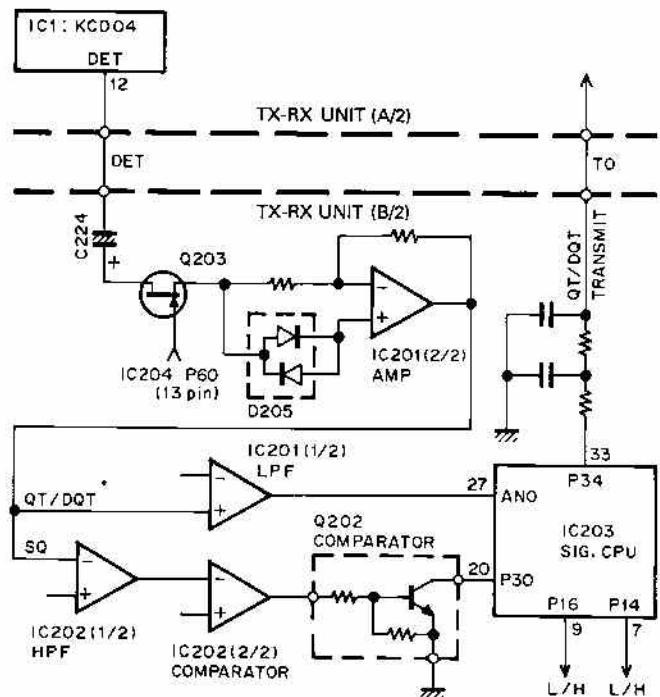 IC1: KCD04
DET
12
TX-RX UNIT (A/2)
DET
TO
TX-RX UNIT (B/2)
C224
+
Q203
QT/DQT
TRANSMIT
−
+
IC201(2/2)
AMP
IC204 P60
(13 pin)
D205
33
P34
IC201(1/2)
LPF
−
+
QT/DQT
27
ANO
Q202
COMPARATOR
IC203
SIG. CPU
SQ
−
+
−
+
20
P30
P16
P14
9
7
IC202(1/2)
HPF
IC202(2/2)
COMPARATOR
L/H
L/H